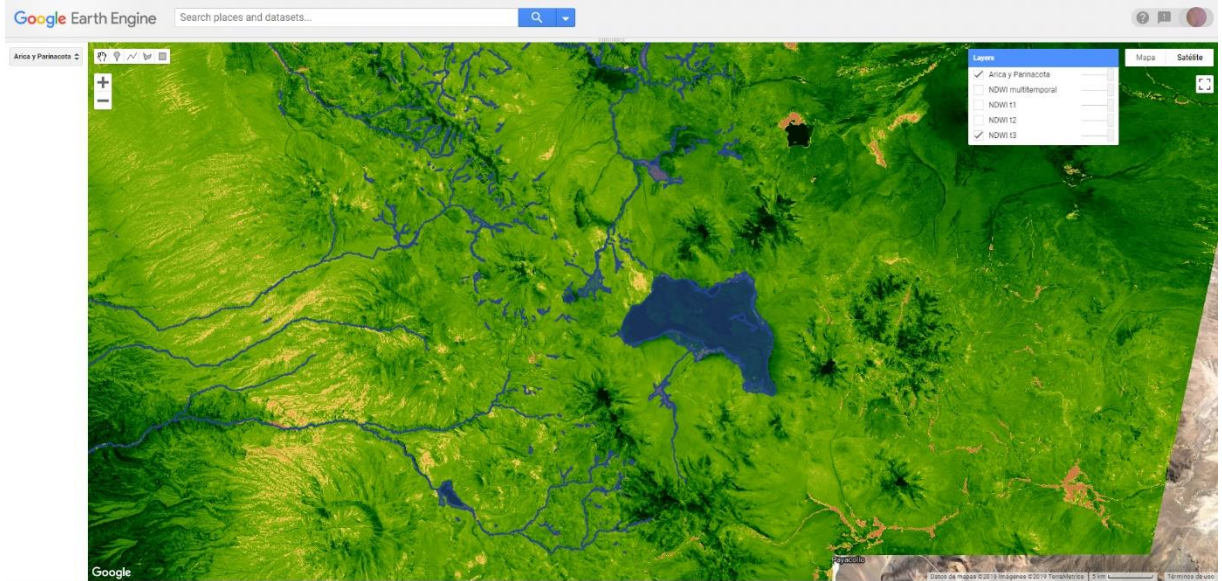 Google Earth Engine
Search places and datasets...
Arica y Parinacota
Layers
Arica y Parinacota
NDWI multitemporal
NDWI t1
NDWI t2
NDWI t3
Mapa
Satélite
Payacollo
Google
Datos de mapas ©2019 Imágenes ©2019 TerraMetrics
5 km
Términos de uso